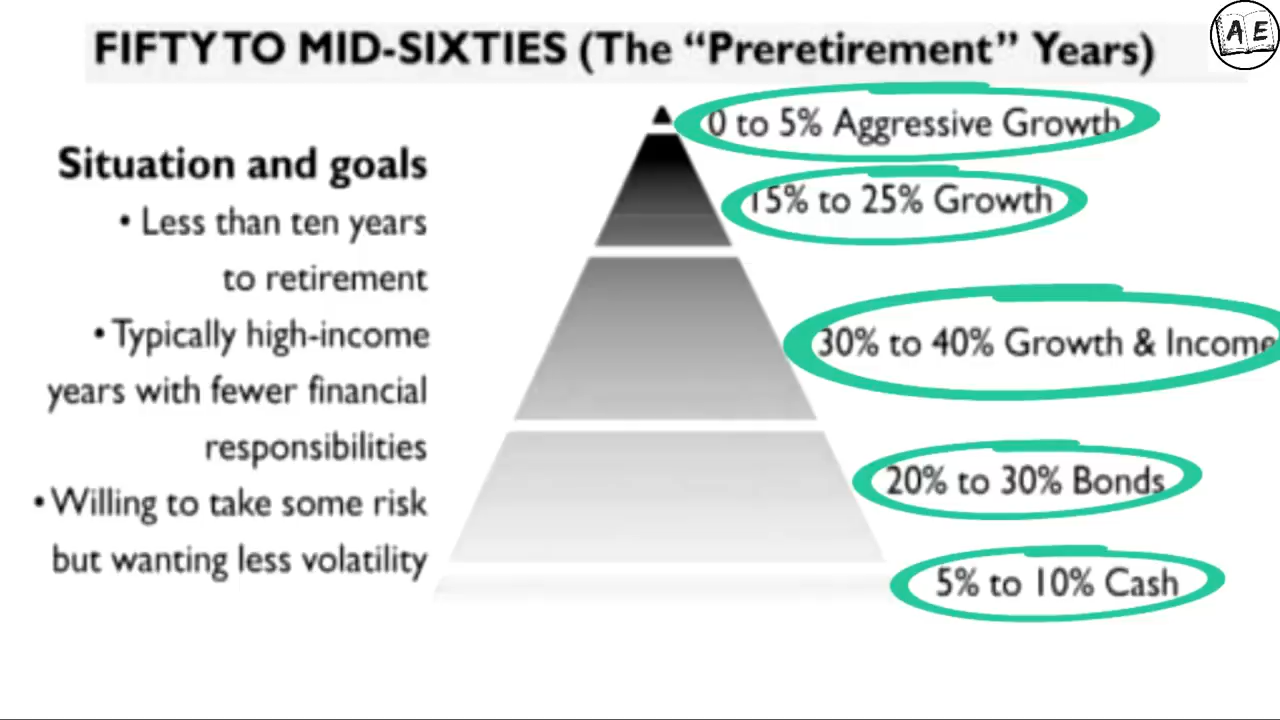 FIFTY TO MID-SIXTIES (The “Preretirement” Years)
AE
Situation and goals
• Less than ten years
to retirement
• Typically high-income
years with fewer financial
responsibilities
• Willing to take some risk
but wanting less volatility
0 to 5% Aggressive Growth
15% to 25% Growth
30% to 40% Growth & Income
20% to 30% Bonds
5% to 10% Cash